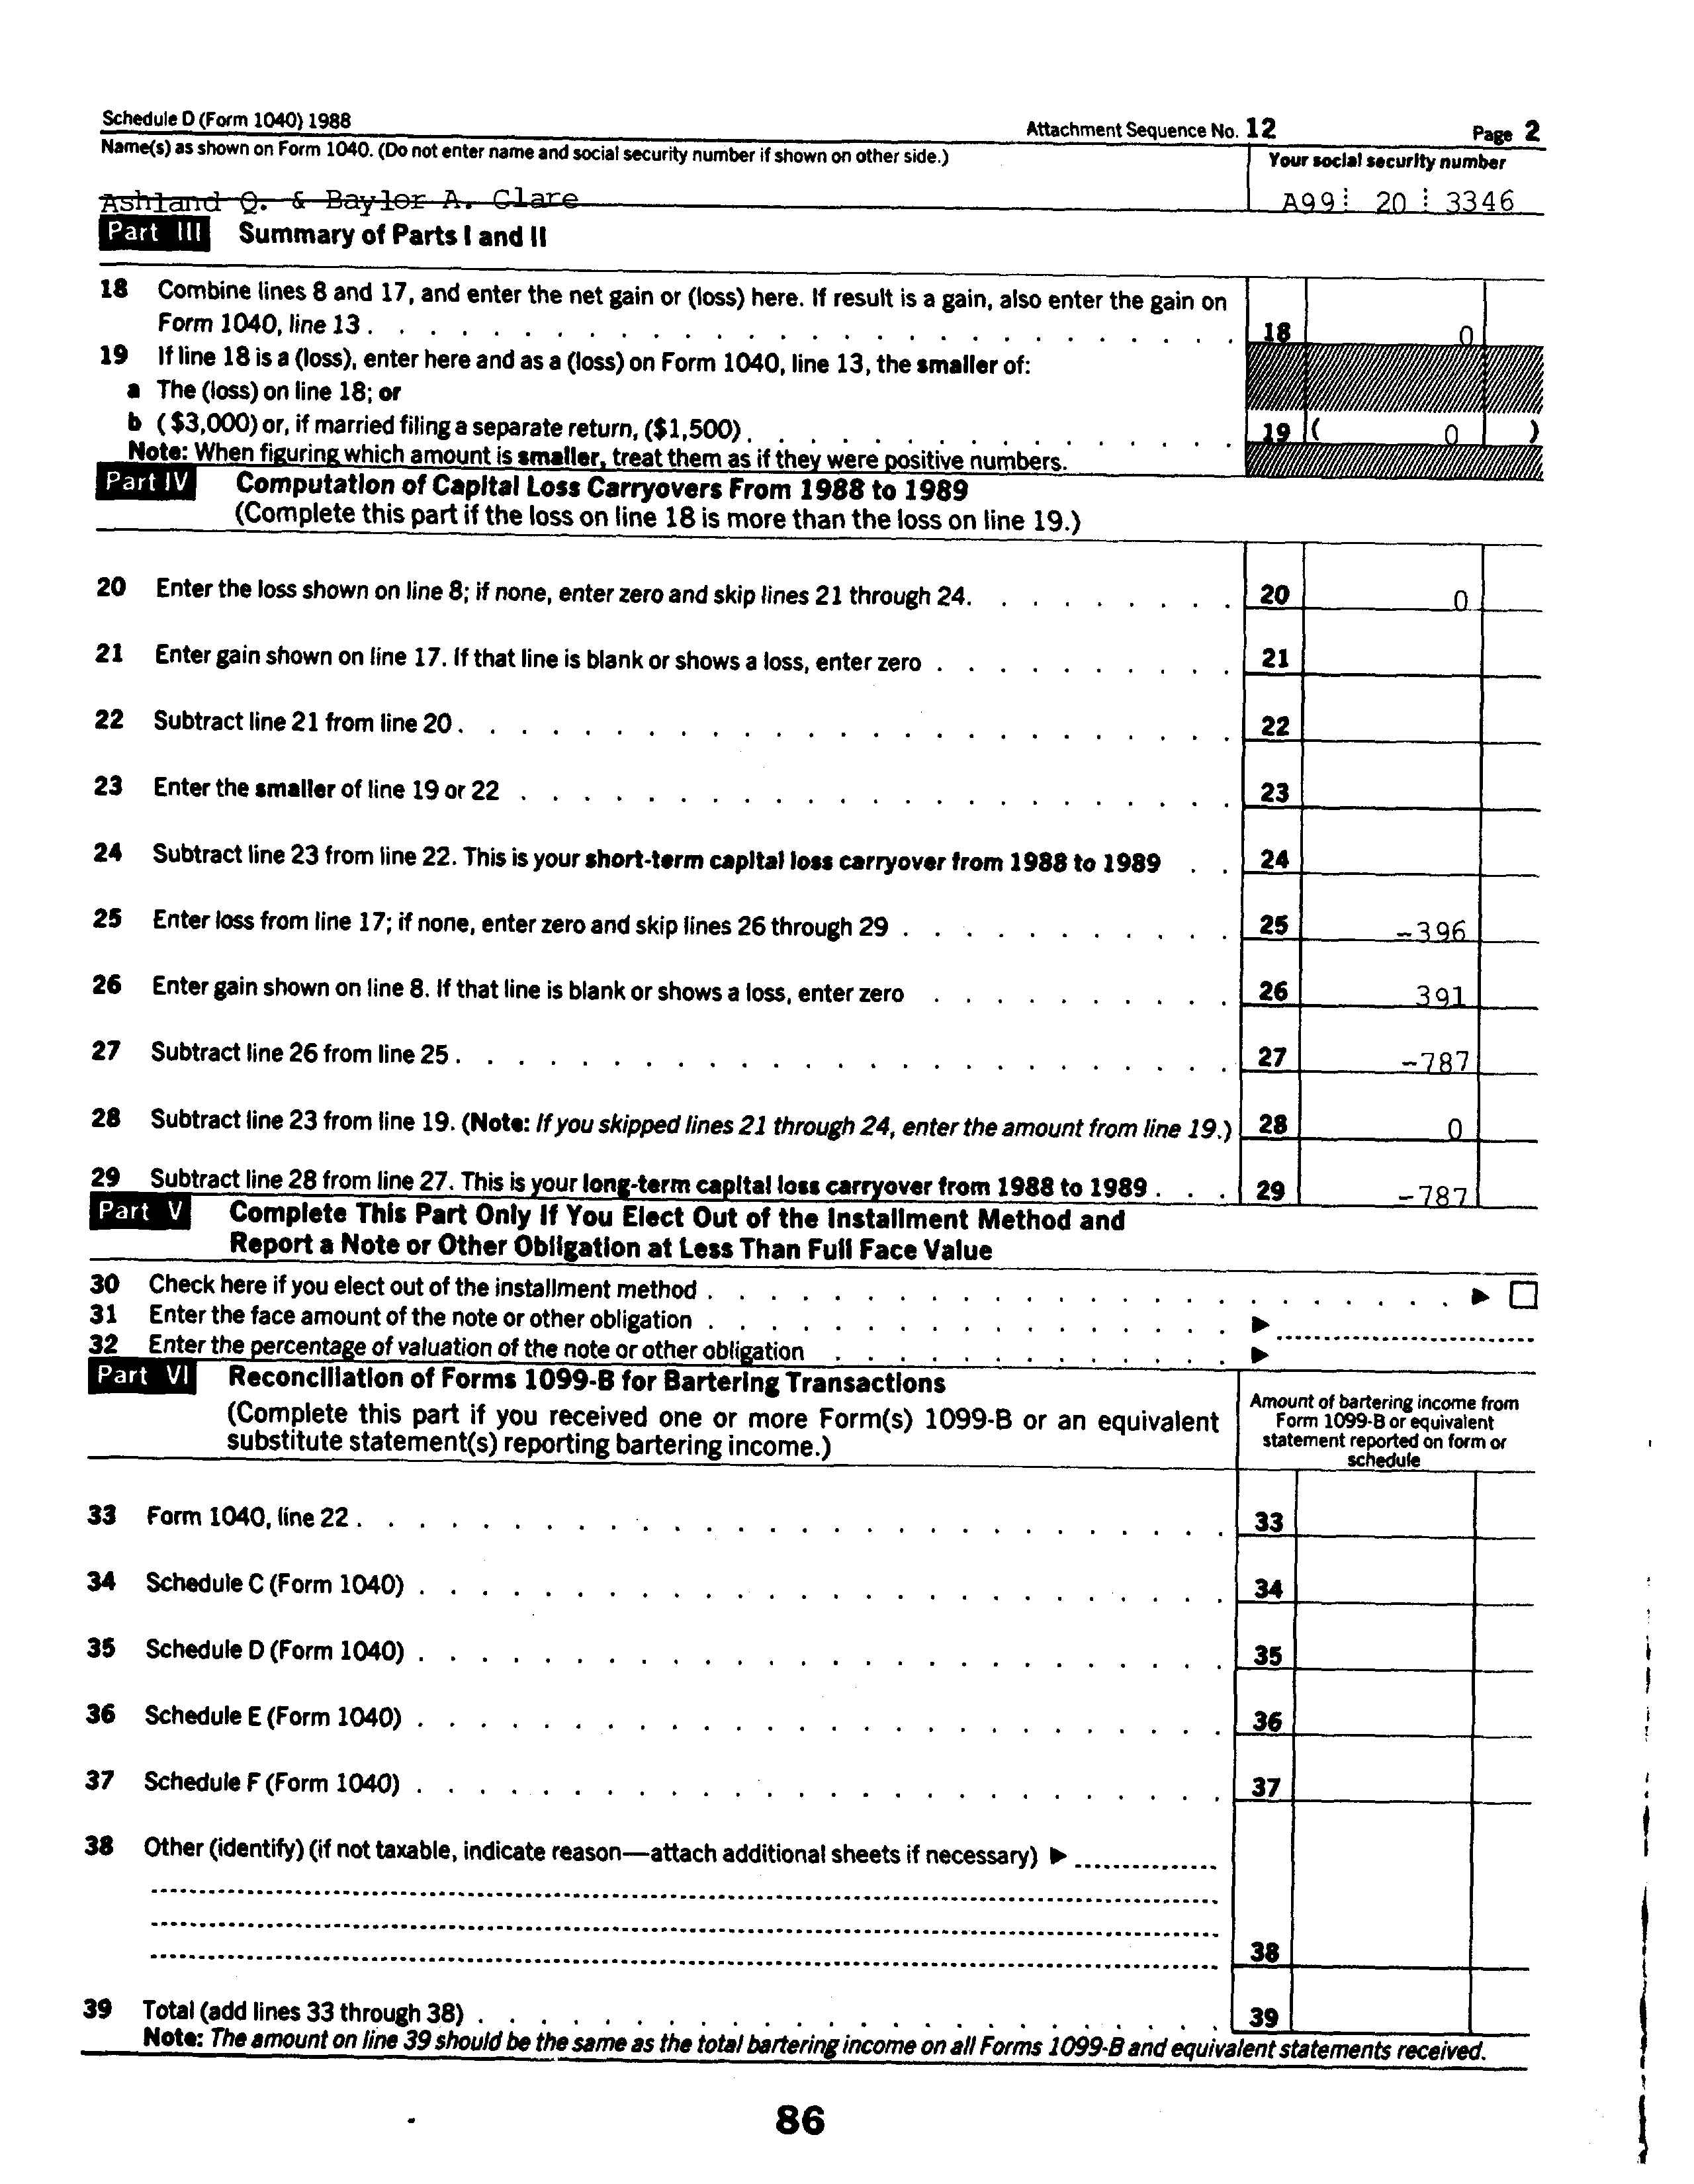 Schedule D (Form 1040) 1988 Attachment Sequence No. 12 Page 2
Name(s) as shown on Form 1040. (Do not enter name and social security number if shown on other side.) Your social security number
Ashland Q. & Baylor A. Clare A99 20 3346
Part III Summary of Parts I and II
18 Combine lines 8 and 17, and enter the net gain or (loss) here. If result is a gain, also enter the gain on
Form 1040, line 13 . . . . . . . . . . . . . . . . . . . . . . . . . . . 18 0
19 If line 18 is a (loss), enter here and as a (loss) on Form 1040, line 13, the smaller of:
a The (loss) on line 18; or
b ($3,000) or, if married filing a separate return, ($1,500) . . . . . . . . . . . . . . . . 19 ( 0 )
Note: When figuring which amount is smaller, treat them as if they were positive numbers.
Part IV Computation of Capital Loss Carryovers From 1988 to 1989
(Complete this part if the loss on line 18 is more than the loss on line 19.)
20 Enter the loss shown on line 8; if none, enter zero and skip lines 21 through 24. . . . . . . . . 20 0
21 Enter gain shown on line 17. If that line is blank or shows a loss, enter zero . . . . . . . . . . 21
22 Subtract line 21 from line 20 . . . . . . . . . . . . . . . . . . . . . . . . . 22
23 Enter the smaller of line 19 or 22 . . . . . . . . . . . . . . . . . . . . . . . 23
24 Subtract line 23 from line 22. This is your short-term capital loss carryover from 1988 to 1989 . . 24
25 Enter loss from line 17; if none, enter zero and skip lines 26 through 29 . . . . . . . . . . . 25 -396
26 Enter gain shown on line 8. If that line is blank or shows a loss, enter zero . . . . . . . . . . 26 391
27 Subtract line 26 from line 25 . . . . . . . . . . . . . . . . . . . . . . . . . 27 -787
28 Subtract line 23 from line 19. (Note: If you skipped lines 21 through 24, enter the amount from line 19.) 28 0
29 Subtract line 28 from line 27. This is your long-term capital loss carryover from 1988 to 1989 . . . 29 -787
Part V Complete This Part Only If You Elect Out of the Installment Method and
Report a Note or Other Obligation at Less Than Full Face Value
30 Check here if you elect out of the installment method . . . . . . . . . . . . . . . . . . . . . . . . ▶ ☐
31 Enter the face amount of the note or other obligation . . . . . . . . . . . . . . . . . ▶
32 Enter the percentage of valuation of the note or other obligation . . . . . . . . . . . . . ▶
Part VI Reconciliation of Forms 1099-B for Bartering Transactions
(Complete this part if you received one or more Form(s) 1099-B or an equivalent
substitute statement(s) reporting bartering income.)
Amount of bartering income from
Form 1099-B or equivalent
statement reported on form or
schedule
33 Form 1040, line 22 . . . . . . . . . . . . . . . . . . . . . . . . . . . . 33
34 Schedule C (Form 1040) . . . . . . . . . . . . . . . . . . . . . . . . . . 34
35 Schedule D (Form 1040) . . . . . . . . . . . . . . . . . . . . . . . . . . 35
36 Schedule E (Form 1040) . . . . . . . . . . . . . . . . . . . . . . . . . . 36
37 Schedule F (Form 1040) . . . . . . . . . . . . . . . . . . . . . . . . . . 37
38 Other (identify) (if not taxable, indicate reason—attach additional sheets if necessary) ▶
38
39 Total (add lines 33 through 38) . . . . . . . . . . . . . . . . . . . . . . . . 39
Note: The amount on line 39 should be the same as the total bartering income on all Forms 1099-B and equivalent statements received.
86